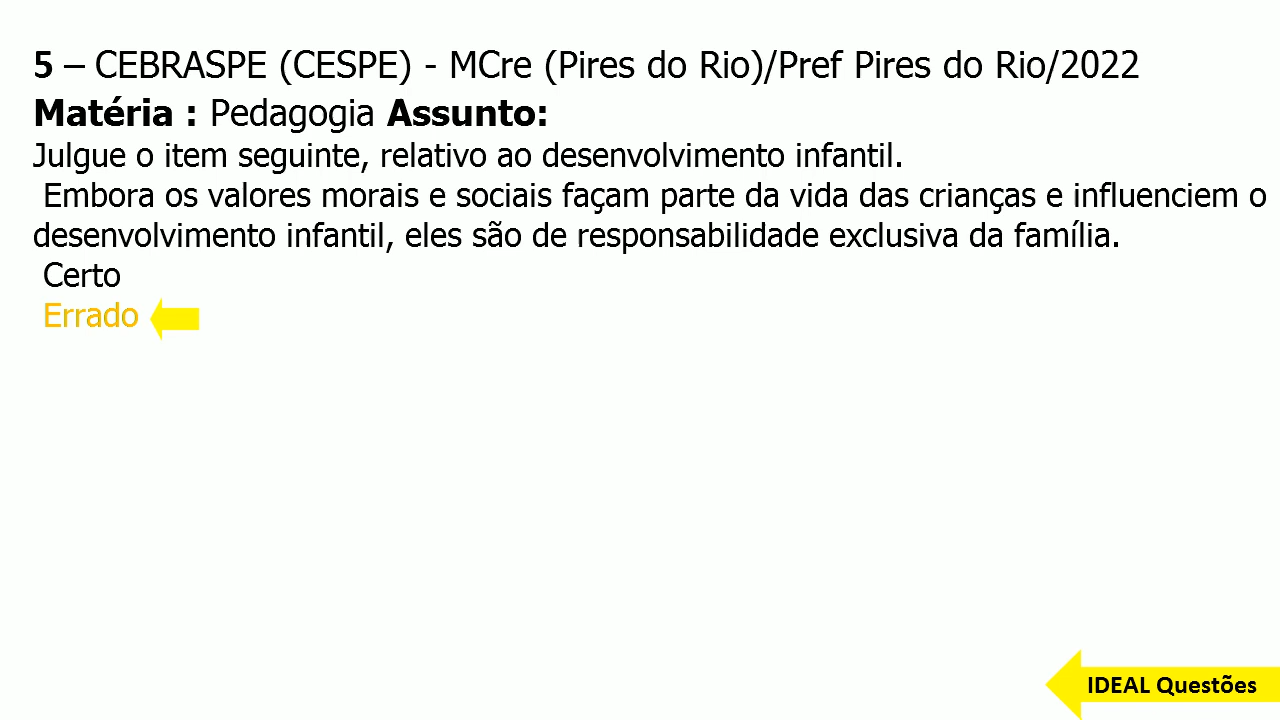 5 – CEBRASPE (CESPE) - MCre (Pires do Rio)/Pref Pires do Rio/2022
Matéria : Pedagogia Assunto:
Julgue o item seguinte, relativo ao desenvolvimento infantil.
Embora os valores morais e sociais façam parte da vida das crianças e influenciem o
desenvolvimento infantil, eles são de responsabilidade exclusiva da família.
Certo
Errado
IDEAL Questões